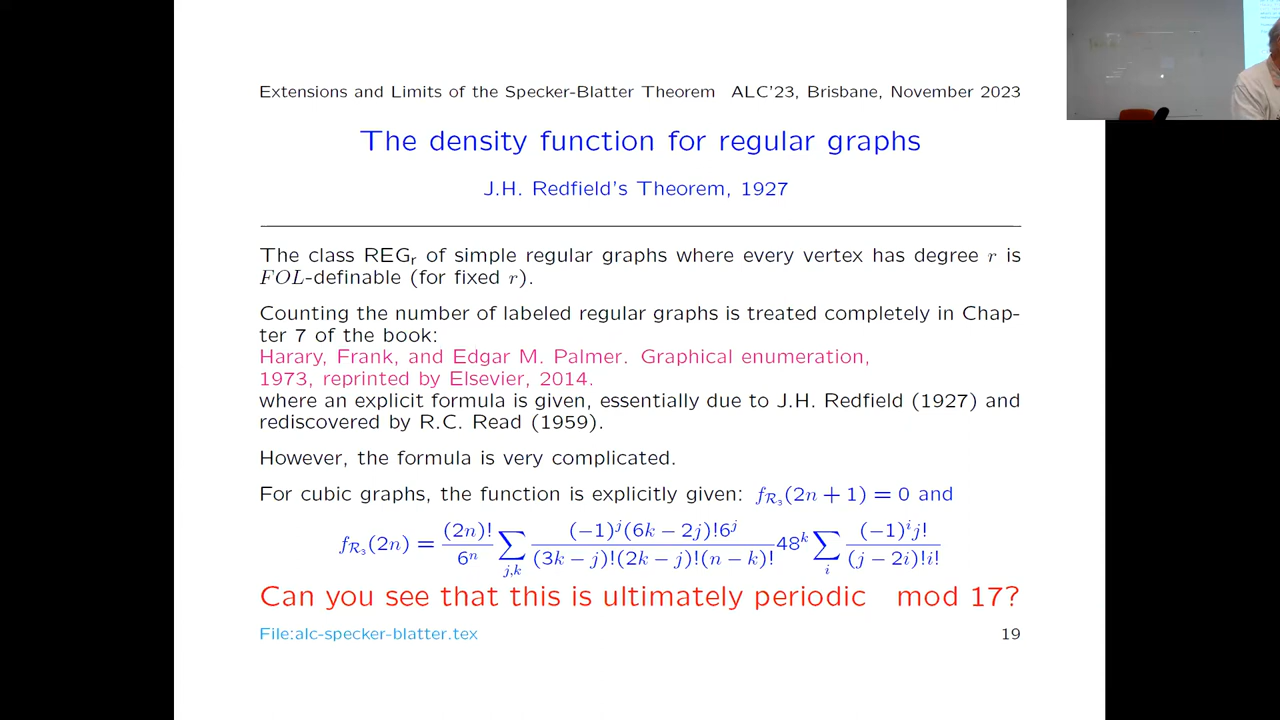 Extensions and Limits of the Specker-Blatter Theorem ALC'23, Brisbane, November 2023
The density function for regular graphs
J.H. Redfield's Theorem, 1927
The class REG_r of simple regular graphs where every vertex has degree r is
FOL-definable (for fixed r).
Counting the number of labeled regular graphs is treated completely in Chap-
ter 7 of the book:
Harary, Frank, and Edgar M. Palmer. Graphical enumeration,
1973, reprinted by Elsevier, 2014.
where an explicit formula is given, essentially due to J.H. Redfield (1927) and
rediscovered by R.C. Read (1959).
However, the formula is very complicated.
For cubic graphs, the function is explicitly given: f_{R_3}(2n + 1) = 0 and
f_{R_3}(2n) = \frac{(2n)!}{6^n} \sum_{j,k} \frac{(-1)^j(6k - 2j)!6^j}{(3k - j)!(2k - j)!(n - k)!} 48^k \sum_i \frac{(-1)^i j!}{(j - 2i)!i!}
Can you see that this is ultimately periodic mod 17?
File:alc-specker-blatter.tex 19